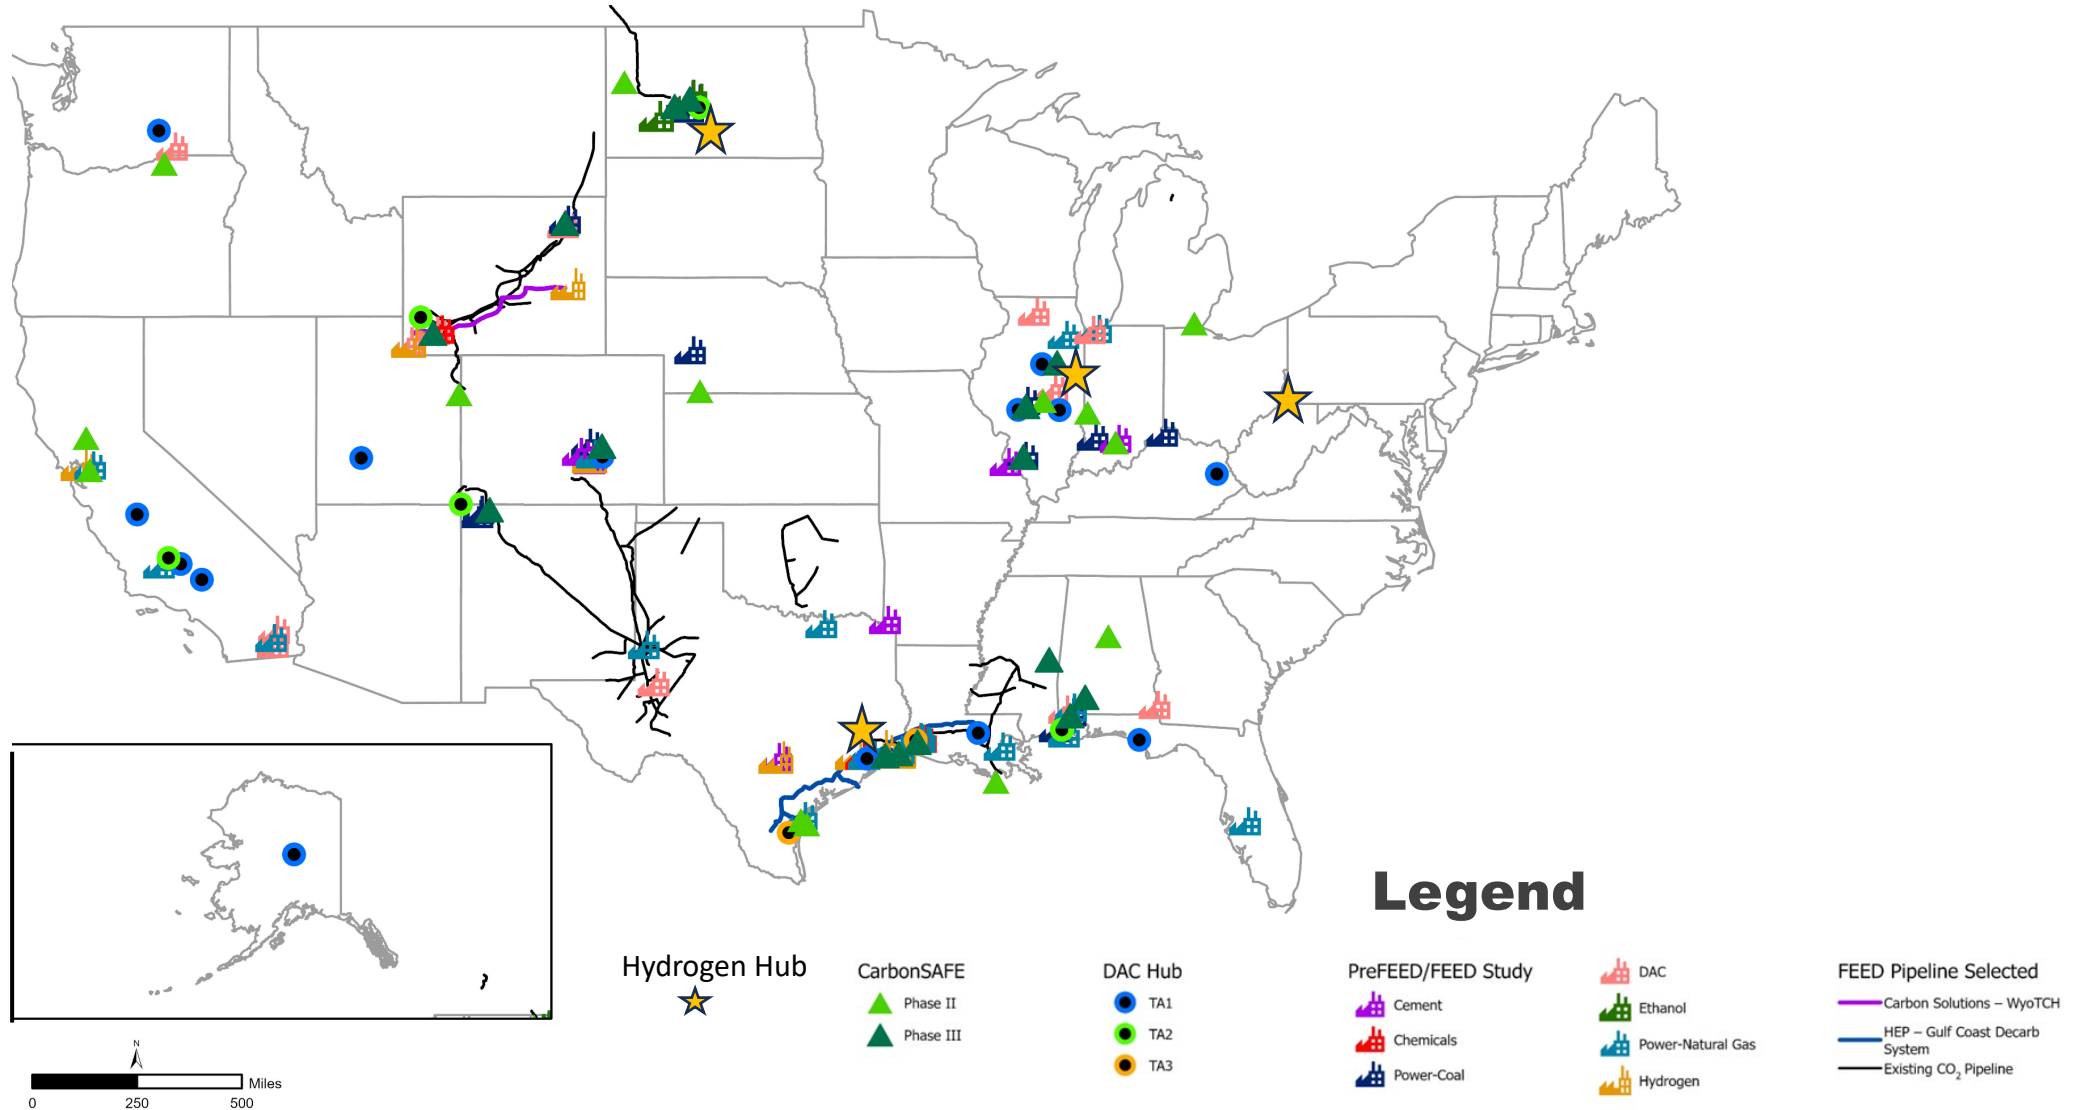 Legend
Hydrogen Hub
CarbonSAFE
Phase II
Phase III
DAC Hub
TA1
TA2
TA3
PreFEED/FEED Study
Cement
Chemicals
Power-Coal
DAC
Ethanol
Power-Natural Gas
Hydrogen
FEED Pipeline Selected
Carbon Solutions – WyoTCH
HEP – Gulf Coast Decarb
System
Existing CO₂ Pipeline
N
Miles
0 250 500